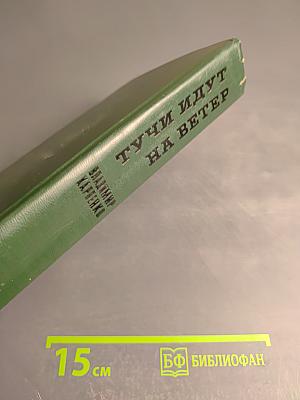 ВЛАДИМИР
КАРПЕНКО
ТУЧИ ИДУТ
НА ВЕТЕР
15 см
БФ БИБЛИОФАН